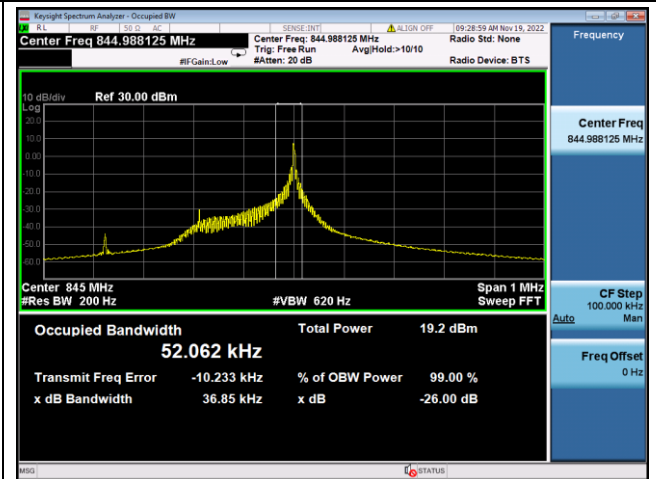 Keysight Spectrum Analyzer - Occupied BW
RL RF 50 Ω AC SENSE:INT ALIGN OFF 09:28:59 AM Nov 19, 2022
Center Freq 844.988125 MHz Center Freq: 844.988125 MHz Radio Std: None
Trig: Free Run Avg|Hold:>10/10
#IFGain:Low #Atten: 20 dB Radio Device: BTS
10 dB/div Ref 30.00 dBm
Log
20.0
10.0
0.00
-10.0
-20.0
-30.0
-40.0
-50.0
-60.0
Center 845 MHz Span 1 MHz
#Res BW 200 Hz #VBW 620 Hz Sweep FFT
Occupied Bandwidth Total Power 19.2 dBm
52.062 kHz
Transmit Freq Error -10.233 kHz % of OBW Power 99.00 %
x dB Bandwidth 36.85 kHz x dB -26.00 dB
MSG STATUS
Frequency
Center Freq
844.988125 MHz
CF Step
100.000 kHz
Auto Man
Freq Offset
0 Hz